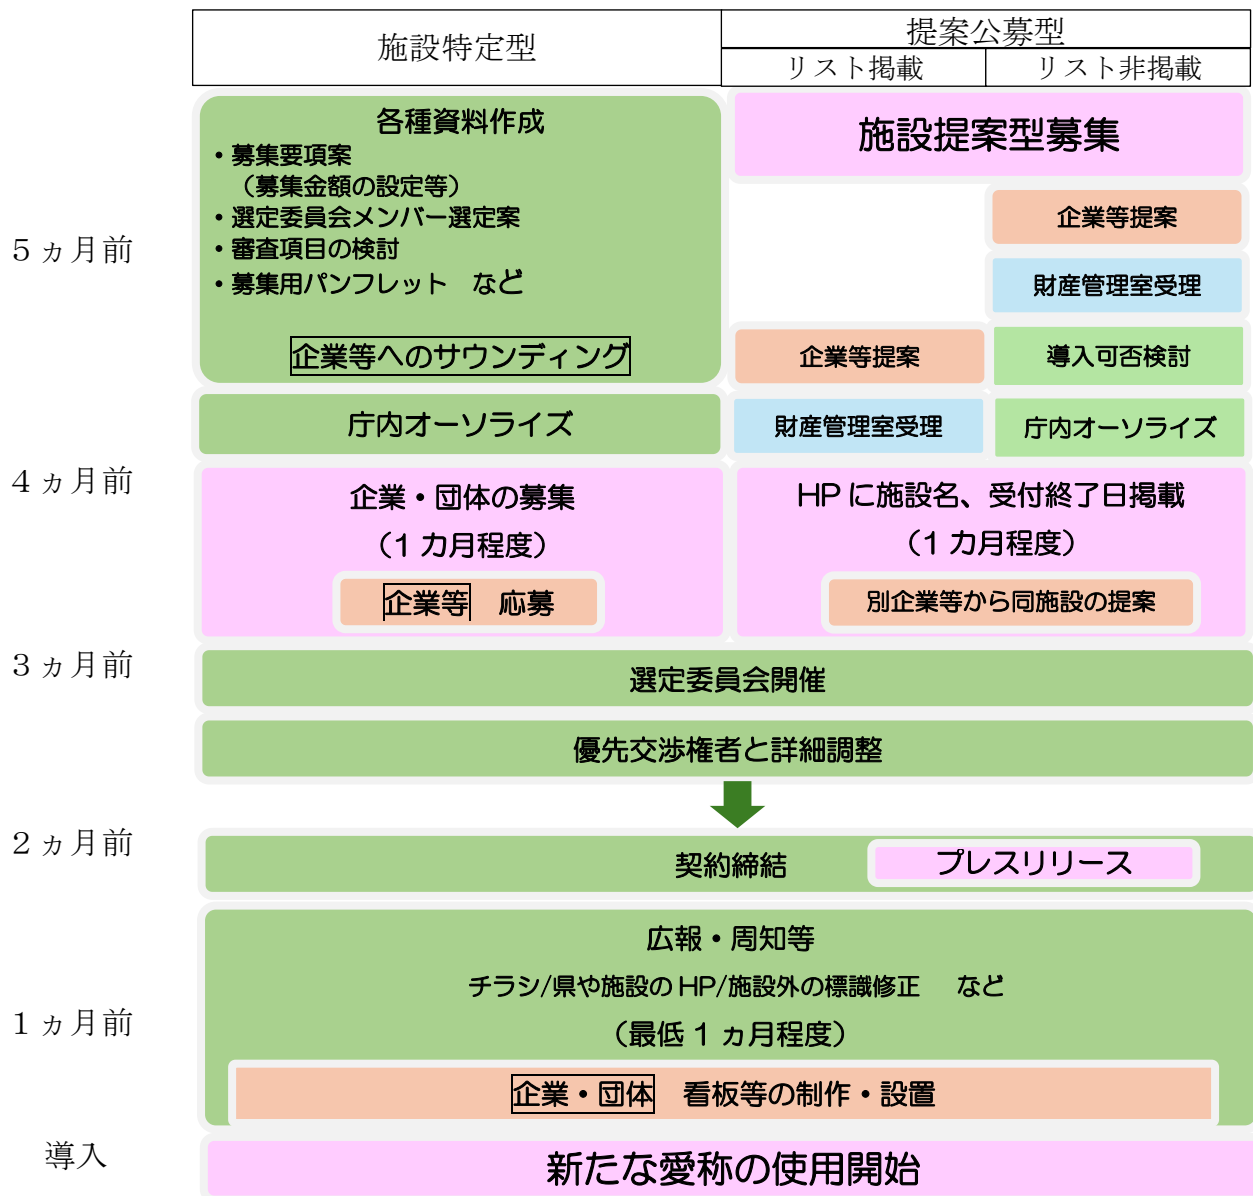 施設特定型
提案公募型
リスト掲載
リスト非掲載
5ヵ月前
各種資料作成
・募集要項案
（募集金額の設定等）
・選定委員会メンバー選定案
・審査項目の検討
・募集用パンフレット　など
企業等へのサウンディング
施設提案型募集
企業等提案
財産管理室受理
企業等提案
導入可否検討
庁内オーソライズ
財産管理室受理
庁内オーソライズ
4ヵ月前
企業・団体の募集
（1カ月程度）
企業等　応募
HPに施設名、受付終了日掲載
（1カ月程度）
別企業等から同施設の提案
3ヵ月前
選定委員会開催
優先交渉権者と詳細調整
2ヵ月前
契約締結
プレスリリース
1ヵ月前
広報・周知等
チラシ/県や施設のHP/施設外の標識修正　など
（最低1ヵ月程度）
企業・団体　看板等の制作・設置
導入
新たな愛称の使用開始